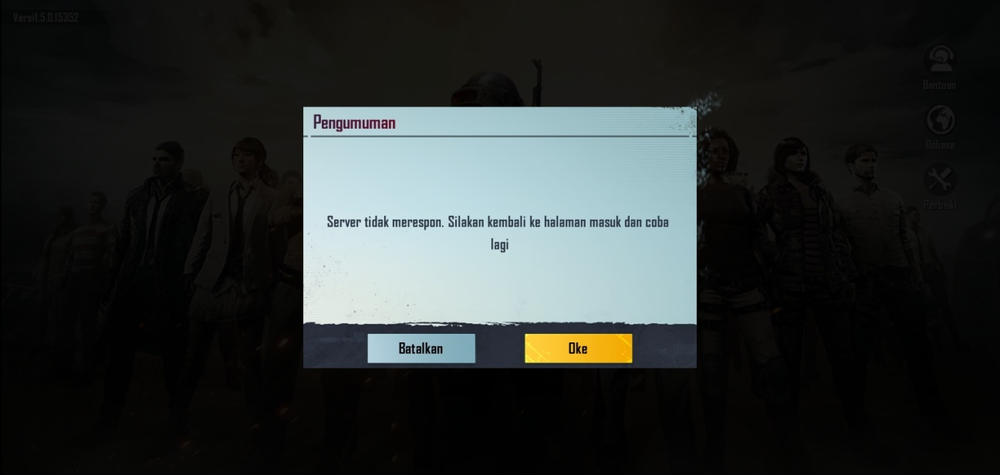 Versi1.5.0.15352
Bantuan
Pengumuman
Bahasa
Perbaiki
Server tidak merespon. Silakan kembali ke halaman masuk dan coba
lagi
Batalkan
Oke